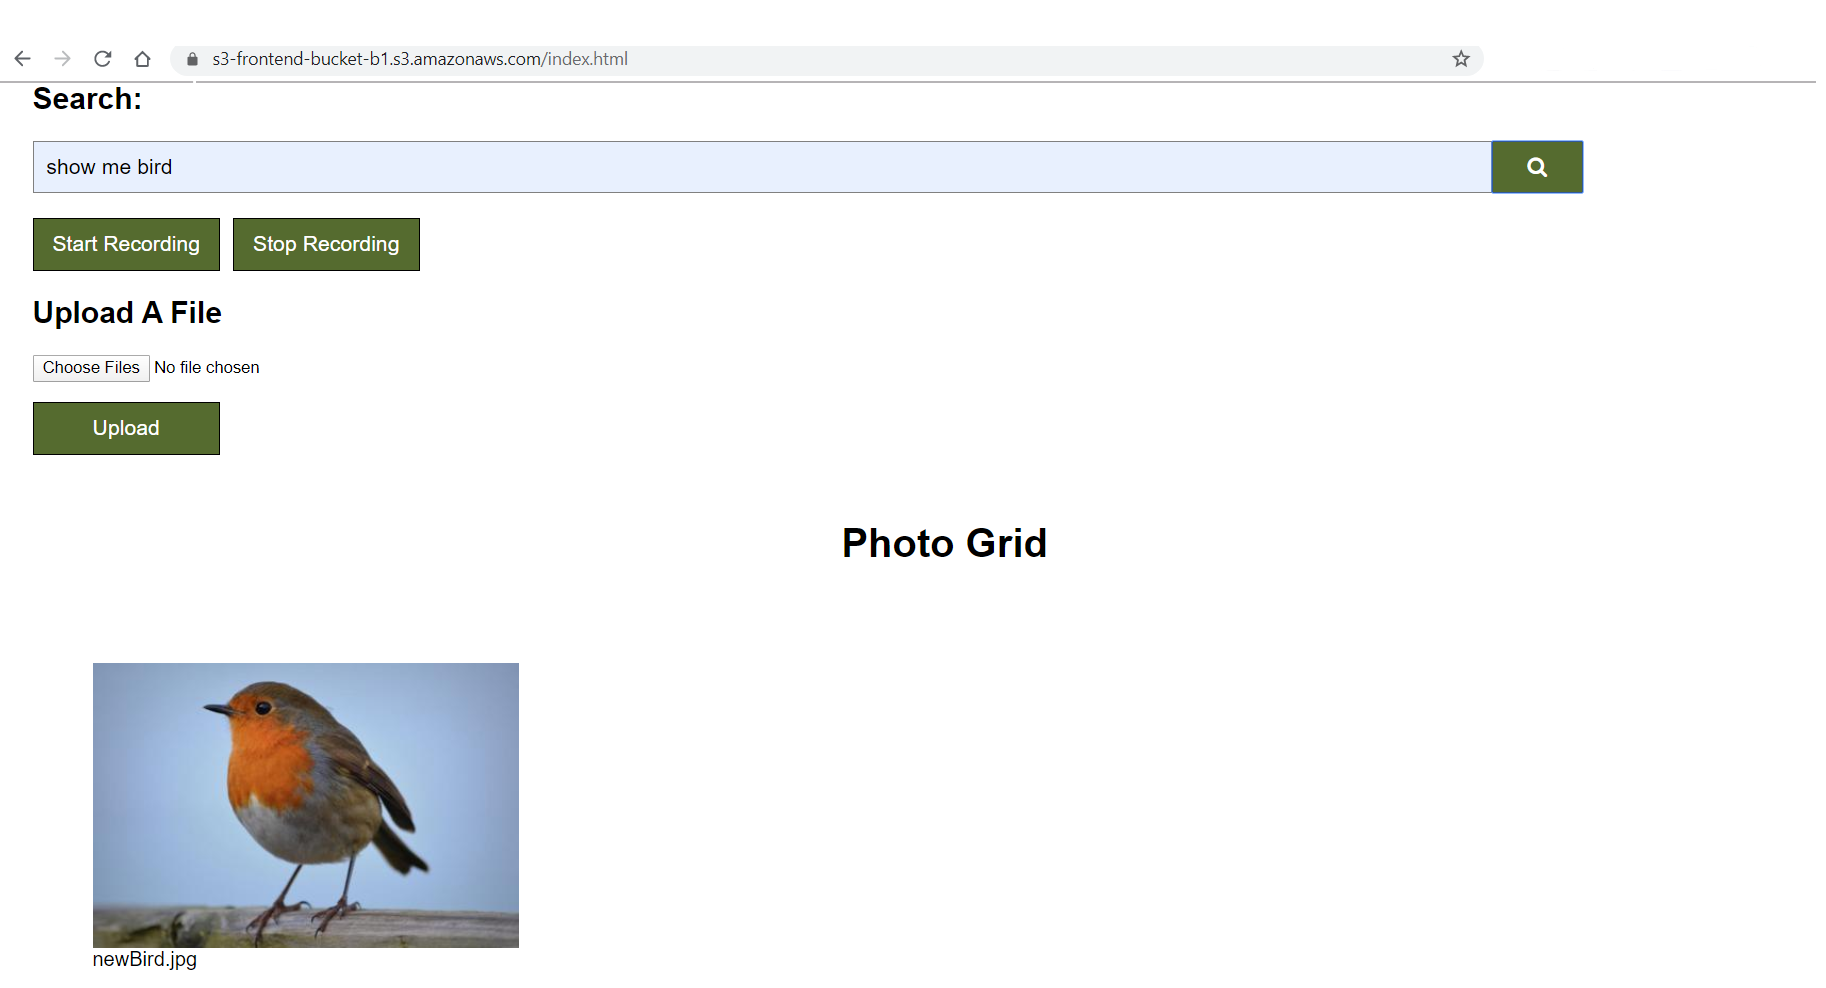 s3-frontend-bucket-b1.s3.amazonaws.com/index.html
Search:
show me bird
Start Recording Stop Recording
Upload A File
Choose Files No file chosen
Upload
Photo Grid
newBird.jpg